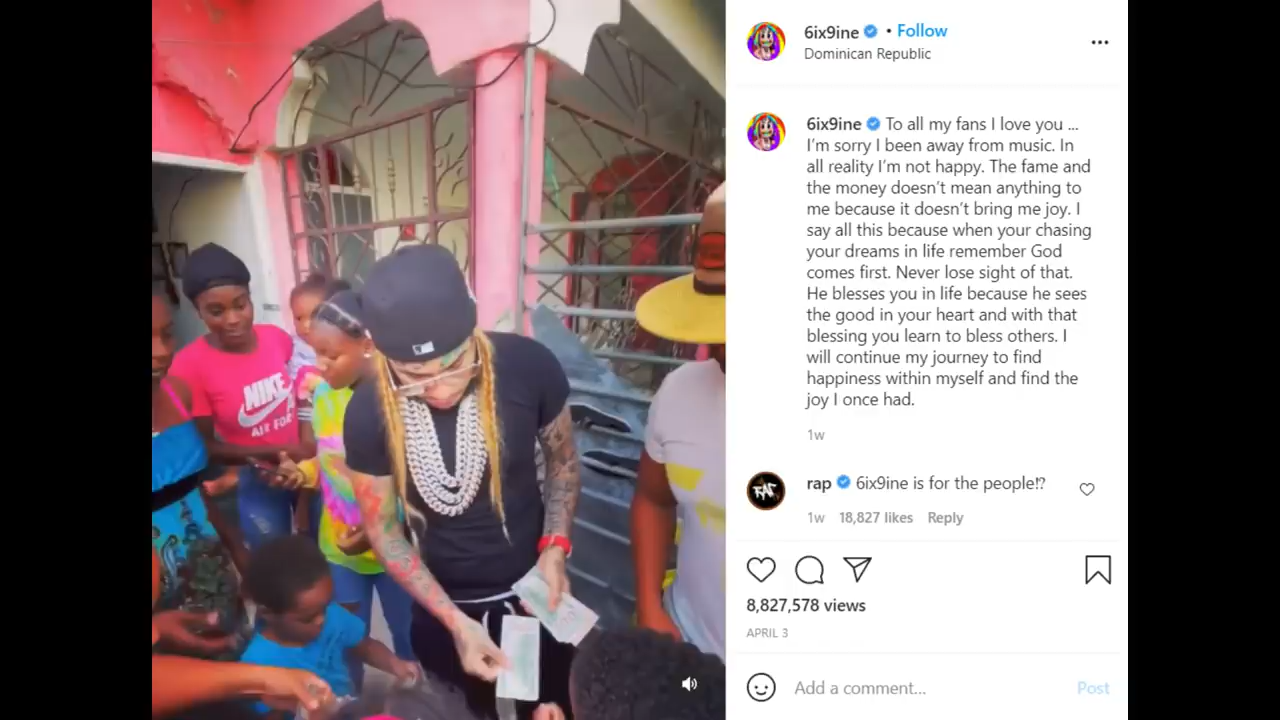 6ix9ine • Follow
Dominican Republic
6ix9ine To all my fans I love you ...
I'm sorry I been away from music. In
all reality I'm not happy. The fame and
the money doesn't mean anything to
me because it doesn't bring me joy. I
say all this because when your chasing
your dreams in life remember God
comes first. Never lose sight of that.
He blesses you in life because he sees
the good in your heart and with that
blessing you learn to bless others. I
will continue my journey to find
happiness within myself and find the
joy I once had.
1w
rap 6ix9ine is for the people!?
1w 18,827 likes Reply
8,827,578 views
APRIL 3
Add a comment... Post
NIKE
AIR FOR
RAP